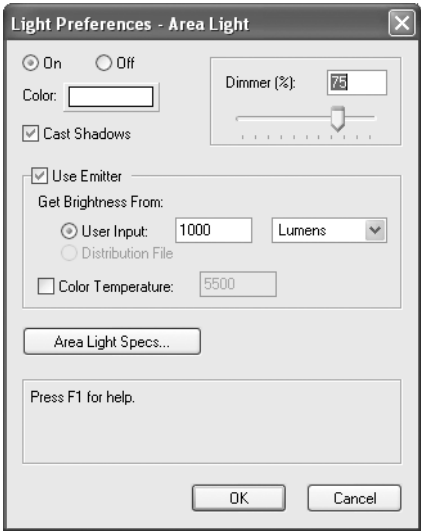 Light Preferences - Area Light
On Off
Dimmer (%): 75
Color:
Cast Shadows
Use Emitter
Get Brightness From:
User Input: 1000 Lumens
Distribution File
Color Temperature: 5500
Area Light Specs...
Press F1 for help.
OK Cancel